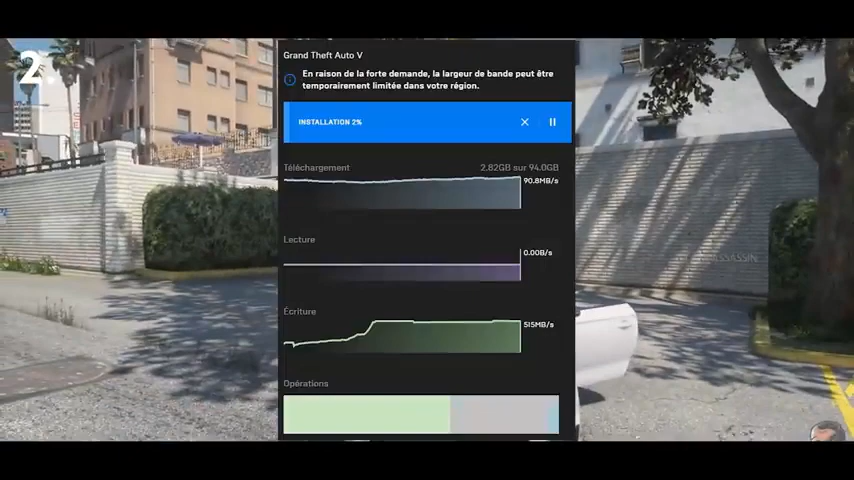 2.
Grand Theft Auto V
En raison de la forte demande, la largeur de bande peut être
temporairement limitée dans votre région.
INSTALLATION 2%
Téléchargement
2.82GB sur 94.0GB
90.8MB/s
Lecture
0.00B/s
Écriture
515MB/s
Opérations